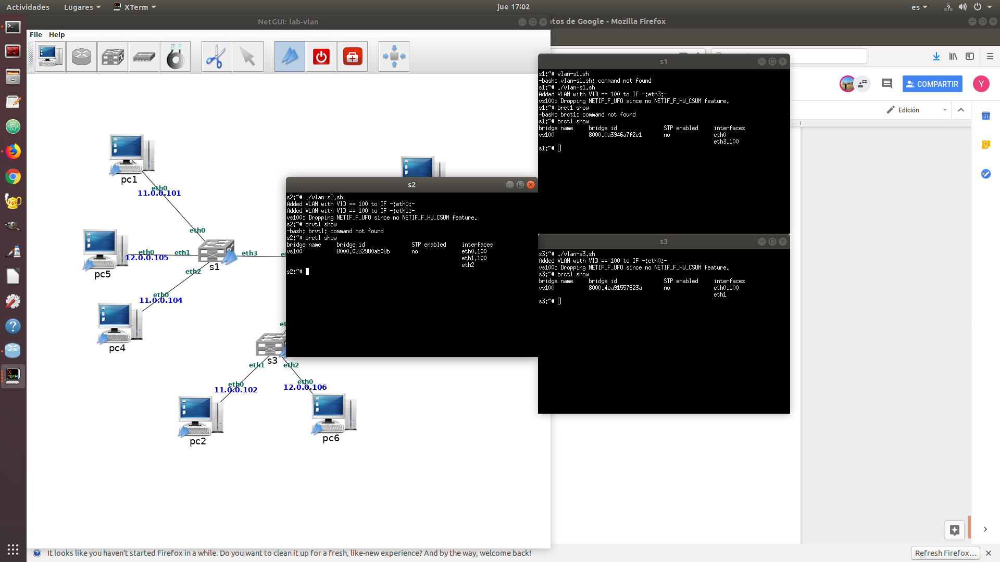 Actividades Lugares XTerm jue 17:02 es
NetGUI: lab-vlan
ntos de Google - Mozilla Firefox
File Help
COMPARTIR
Y
Edición
31
s1
s1:~# vlan-s1.sh
-bash: vlan-s1.sh: command not found
s1:~# ./vlan-s1.sh
Added VLAN with VID == 100 to IF -:eth3:-
vs100: Dropping NETIF_F_UFO since no NETIF_F_HW_CSUM feature.
s1:~# brct1 show
-bash: brct1: command not found
s1:~# brctl show
bridge name bridge id STP enabled interfaces
vs100 8000.0a3946a7f2e1 no eth0
eth3.100
s1:~#
s2
s2:~# ./vlan-s2.sh
Added VLAN with VID == 100 to IF -:eth0:-
Added VLAN with VID == 100 to IF -:eth1:-
vs100: Dropping NETIF_F_UFO since no NETIF_F_HW_CSUM feature.
s2:~# brvtl show
-bash: brvtl: command not found
s2:~# brctl show
bridge name bridge id STP enabled interfaces
vs100 8000.0232980ab08b no eth0.100
eth1.100
eth2
s2:~#
s3
s3:~# ./vlan-s3.sh
Added VLAN with VID == 100 to IF -:eth0:-
vs100: Dropping NETIF_F_UFO since no NETIF_F_HW_CSUM feature.
s3:~# brctl show
bridge name bridge id STP enabled interfaces
vs100 8000.4ea91557623a no eth0.100
eth1
s3:~#
pc1
eth0
11.0.0.101
eth0
pc5
eth0
12.0.0.105
eth1
s1
eth3
eth2
eth0
11.0.0.104
pc4
s3
eth1
eth2
eth0
11.0.0.102
eth0
12.0.0.106
pc2
pc6
It looks like you haven't started Firefox in a while. Do you want to clean it up for a fresh, like-new experience? And by the way, welcome back!
Refresh Firefox...